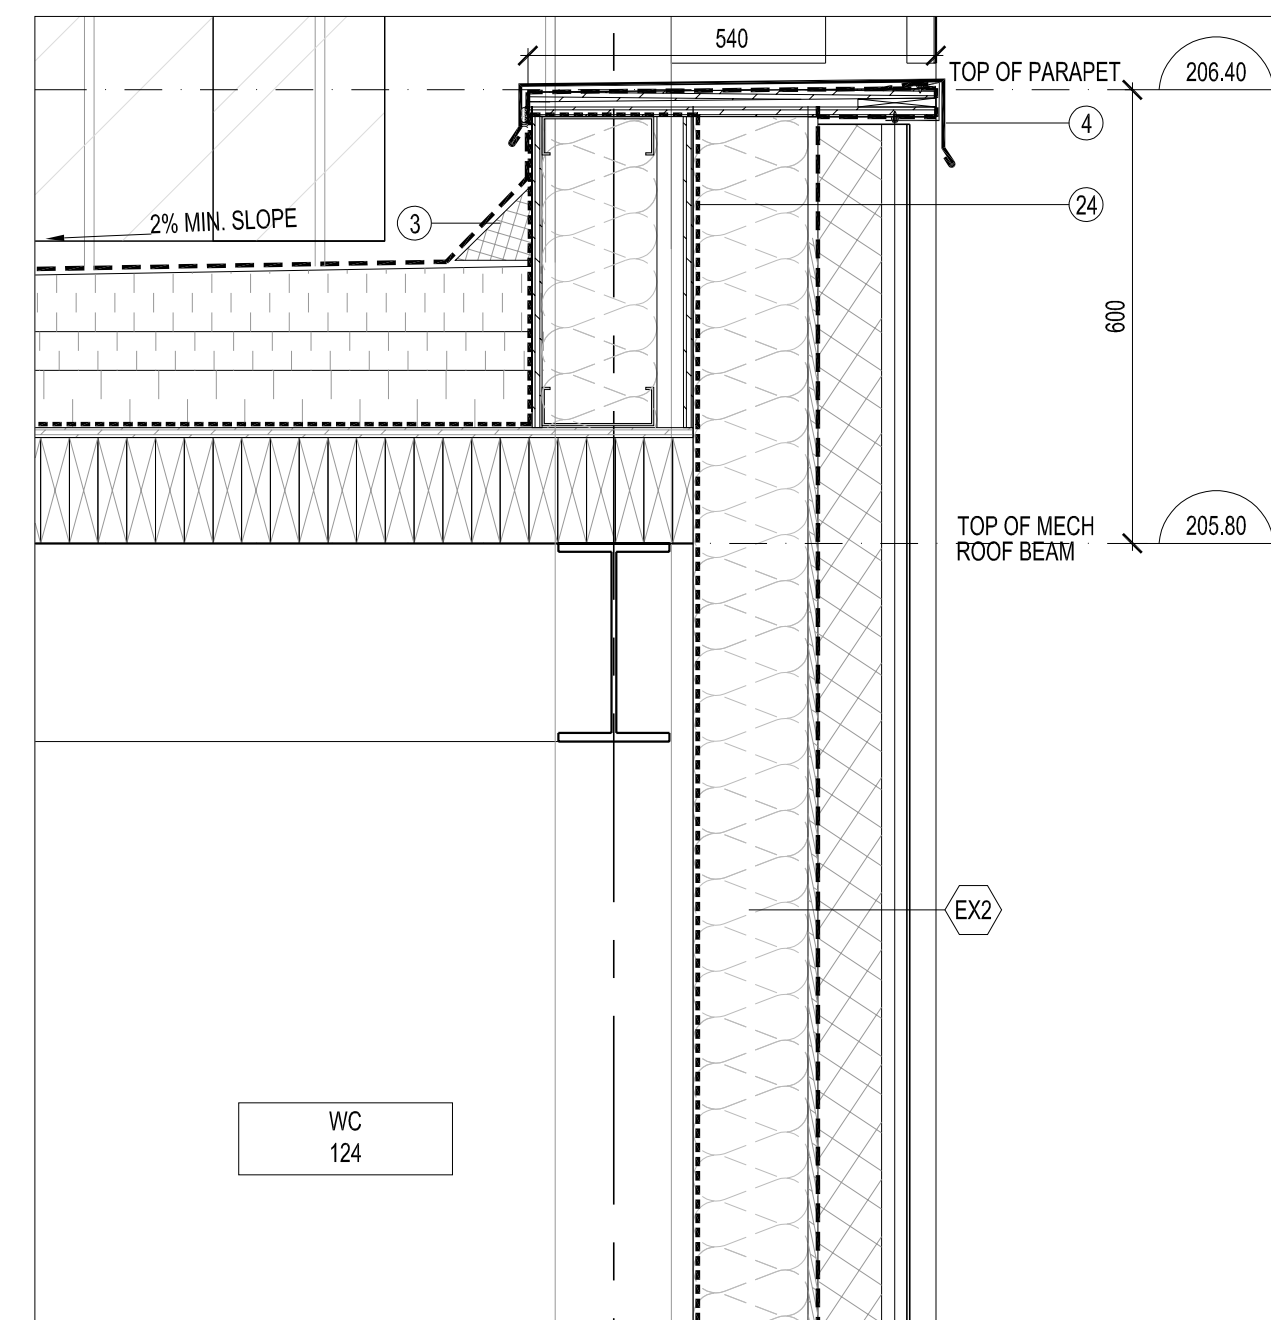 540
TOP OF PARAPET
206.40
4
24
2% MIN. SLOPE
3
600
TOP OF MECH
ROOF BEAM
205.80
EX2
WC
124